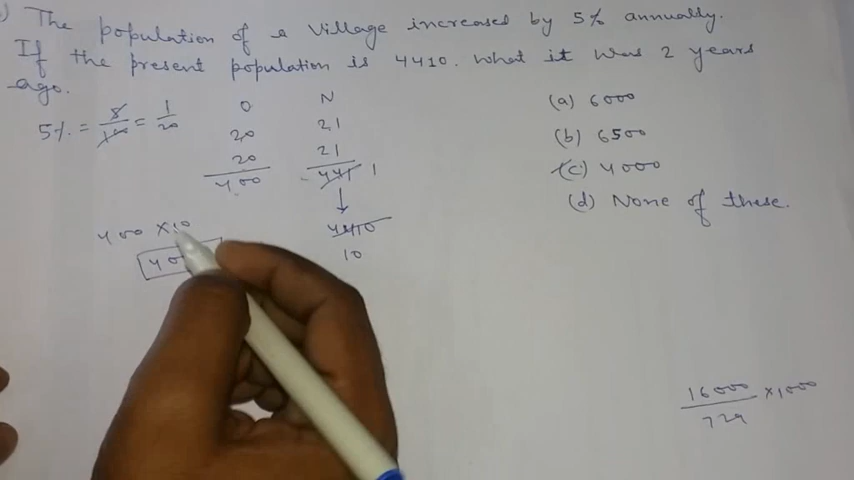 ) The population of a village increased by 5% annually.
If the present population is 4410. What it was 2 years
ago.
5% = 5/100 = 1/20
O N
20 21
20 21
400 441 1
4410
10
400 × 10
(a) 6000
(b) 6500
(c) 4000
(d) None of these.
16000/729 ×1000